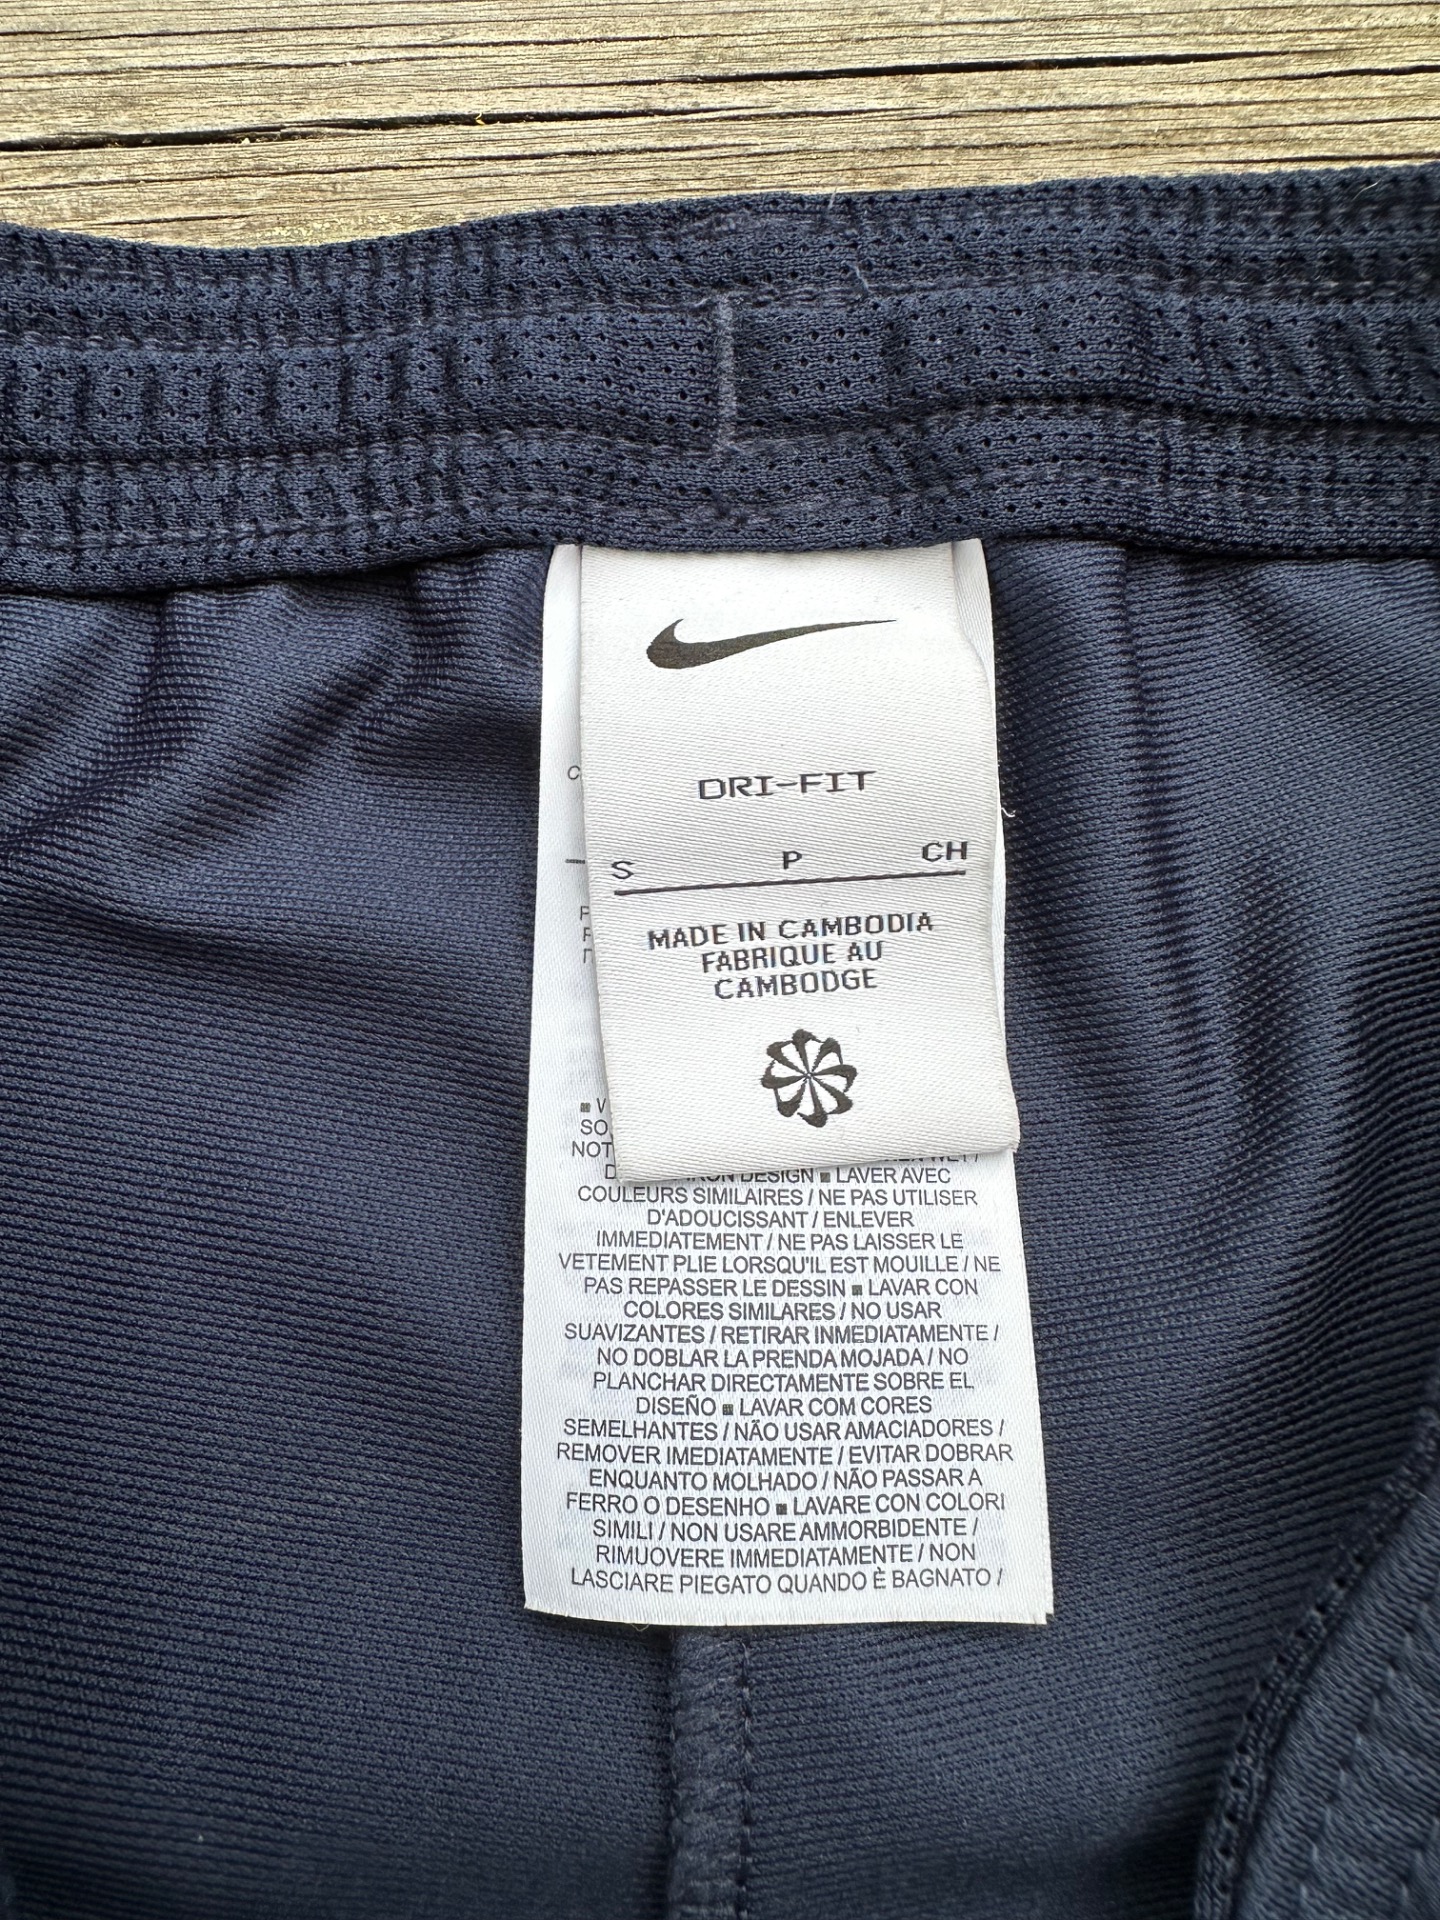 DRI-FIT
S P CH
MADE IN CAMBODIA
FABRIQUE AU
CAMBODGE
IRON DESIGN ■ LAVER AVEC
COULEURS SIMILAIRES / NE PAS UTILISER
D'ADOUCISSANT / ENLEVER
IMMEDIATEMENT / NE PAS LAISSER LE
VETEMENT PLIE LORSQU'IL EST MOUILLE / NE
PAS REPASSER LE DESSIN ■ LAVAR CON
COLORES SIMILARES / NO USAR
SUAVIZANTES / RETIRAR INMEDIATAMENTE /
NO DOBLAR LA PRENDA MOJADA / NO
PLANCHAR DIRECTAMENTE SOBRE EL
DISEÑO ■ LAVAR COM CORES
SEMELHANTES / NÃO USAR AMACIADORES /
REMOVER IMEDIATAMENTE / EVITAR DOBRAR
ENQUANTO MOLHADO / NÃO PASSAR A
FERRO O DESENHO ■ LAVARE CON COLORI
SIMILI / NON USARE AMMORBIDENTE /
RIMUOVERE IMMEDIATAMENTE / NON
LASCIARE PIEGATO QUANDO È BAGNATO /